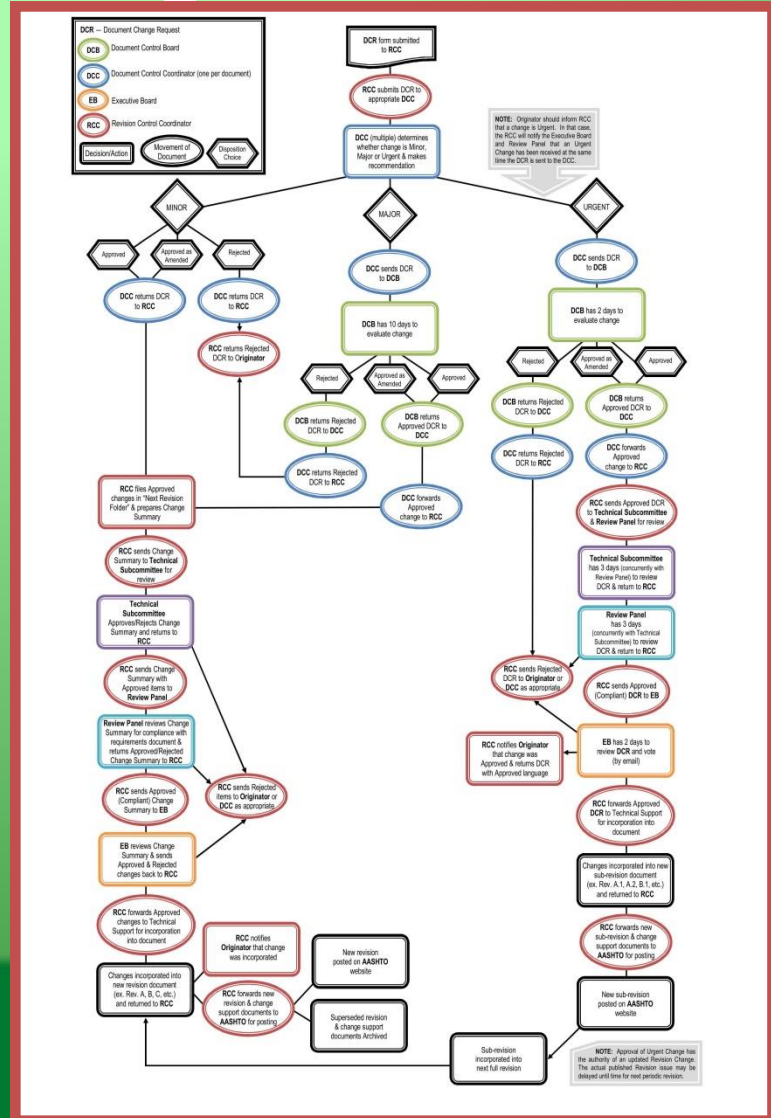 DCR — Document Change Request
DCB
Document Control Board
DCC
Document Control Coordinator (one per document)
EB
Executive Board
RCC
Revision Control Coordinator
Decision/Action
Movement of
Document
Disposition
Choice
DCR form submitted
to RCC
RCC submits DCR to
appropriate DCC
DCC (multiple) determines
whether change is Minor,
Major or Urgent & makes
recommendation
NOTE: Originator should inform RCC
that a change is Urgent. In that case,
the RCC will notify the Executive Board
and Review Panel that an Urgent
Change has been received at the same
time the DCR is sent to the DCC.
MINOR
MAJOR
URGENT
Approved
Approved as
Amended
Rejected
DCC returns DCR
to RCC
DCC returns DCR
to RCC
RCC returns Rejected
DCR to Originator
DCC sends DCR
to DCB
DCB has 10 days to
evaluate change
Rejected
Approved as
Amended
Approved
DCB returns Rejected
DCR to DCC
DCB returns
Approved DCR to
DCC
DCC returns Rejected
DCR to RCC
DCC forwards
Approved
change to RCC
DCC sends DCR
to DCB
DCB has 2 days to
evaluate change
Rejected
Approved as
Amended
Approved
DCB returns Rejected
DCR to DCC
DCB returns
Approved DCR to
DCC
DCC returns Rejected
DCR to RCC
DCC forwards
Approved
change to RCC
RCC sends Approved DCR
to Technical Subcommittee
& Review Panel for review
Technical Subcommittee
has 3 days (concurrently with
Review Panel) to review
DCR & return to RCC
Review Panel
has 3 days
(concurrently with Technical
Subcommittee) to review
DCR & return to RCC
RCC sends Rejected
DCR to Originator or
DCC as appropriate
RCC sends Approved
(Compliant) DCR to EB
RCC notifies Originator
that change was
Approved & returns DCR
with Approved language
EB has 2 days to
review DCR and vote
(by email)
RCC forwards Approved
DCR to Technical Support
for incorporation into
document
Changes incorporated into new
sub-revision document
(ex. Rev. A.1, A.2, B.1, etc.)
and returned to RCC
RCC forwards new
sub-revision & change
support documents to
AASHTO for posting
New sub-revision
posted on AASHTO
website
NOTE: Approval of Urgent Change has
the authority of an updated Revision Change.
The actual published Revision issue may be
delayed until time for next periodic revision.
Sub-revision
incorporated into
next full revision
RCC files Approved
changes in "Next Revision
Folder" & prepares Change
Summary
RCC sends Change
Summary to Technical
Subcommittee for
review
Technical
Subcommittee
Approves/Rejects Change
Summary and returns to
RCC
RCC sends Change
Summary with
Approved items to
Review Panel
Review Panel reviews Change
Summary for compliance with
requirements document &
returns Approved/Rejected
Change Summary to RCC
RCC sends Approved
(Compliant) Change
Summary to EB
RCC sends Rejected
items to Originator or
DCC as appropriate
EB reviews Change
Summary & sends
Approved & Rejected
changes back to RCC
RCC forwards Approved
changes to Technical
Support for incorporation
into document
Changes incorporated into
new revision document
(ex. Rev. A, B, C, etc.)
and returned to RCC
RCC notifies
Originator that change
was incorporated
RCC forwards new
revision & change
support documents to
AASHTO for posting
New revision
posted on AASHTO
website
Superseded revision
& change support
documents Archived